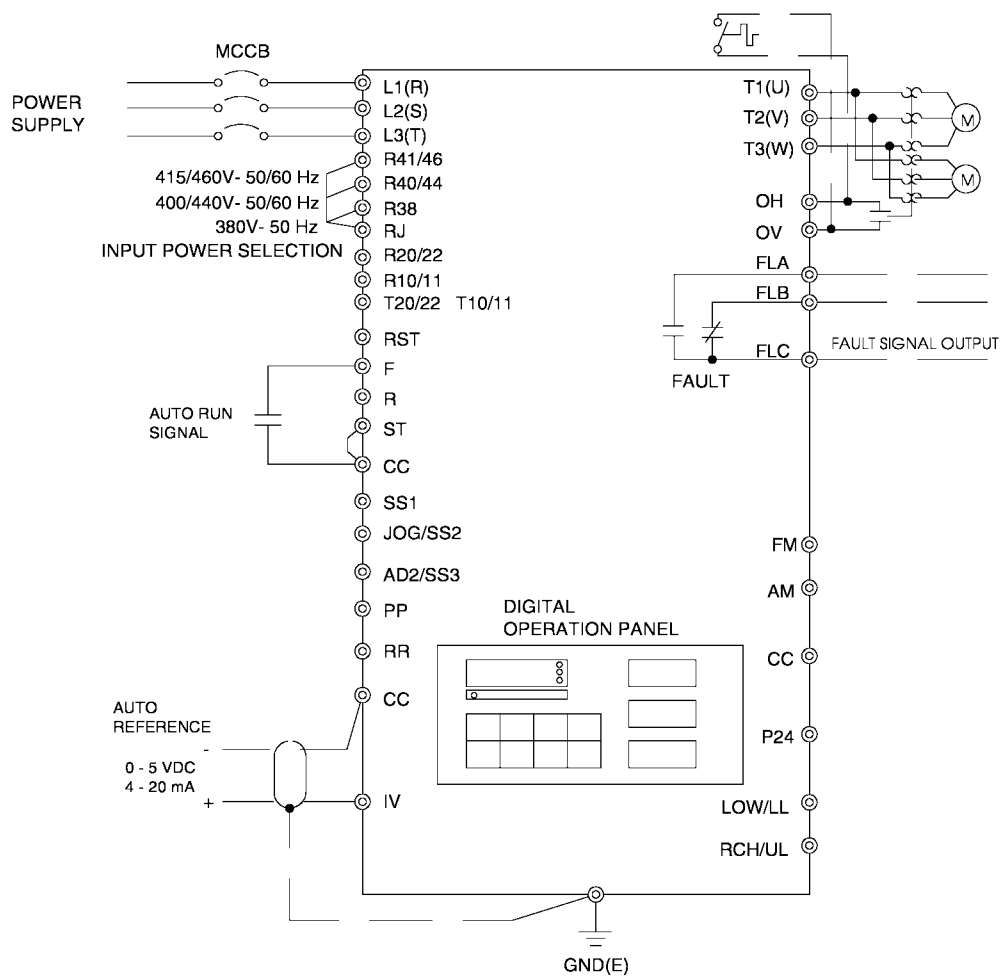 MCCB
POWER
SUPPLY
L1(R)
L2(S)
L3(T)
R41/46
415/460V- 50/60 Hz
R40/44
400/440V- 50/60 Hz
R38
380V- 50 Hz
RJ
INPUT POWER SELECTION
R20/22
R10/11
T20/22 T10/11
RST
F
R
AUTO RUN
SIGNAL
ST
CC
SS1
JOG/SS2
AD2/SS3
PP
RR
CC
AUTO
REFERENCE
-
0 - 5 VDC
4 - 20 mA
+
IV
DIGITAL
OPERATION PANEL
T1(U)
T2(V)
T3(W)
M
M
OH
OV
FLA
FLB
FLC
FAULT SIGNAL OUTPUT
FAULT
FM
AM
CC
P24
LOW/LL
RCH/UL
GND(E)